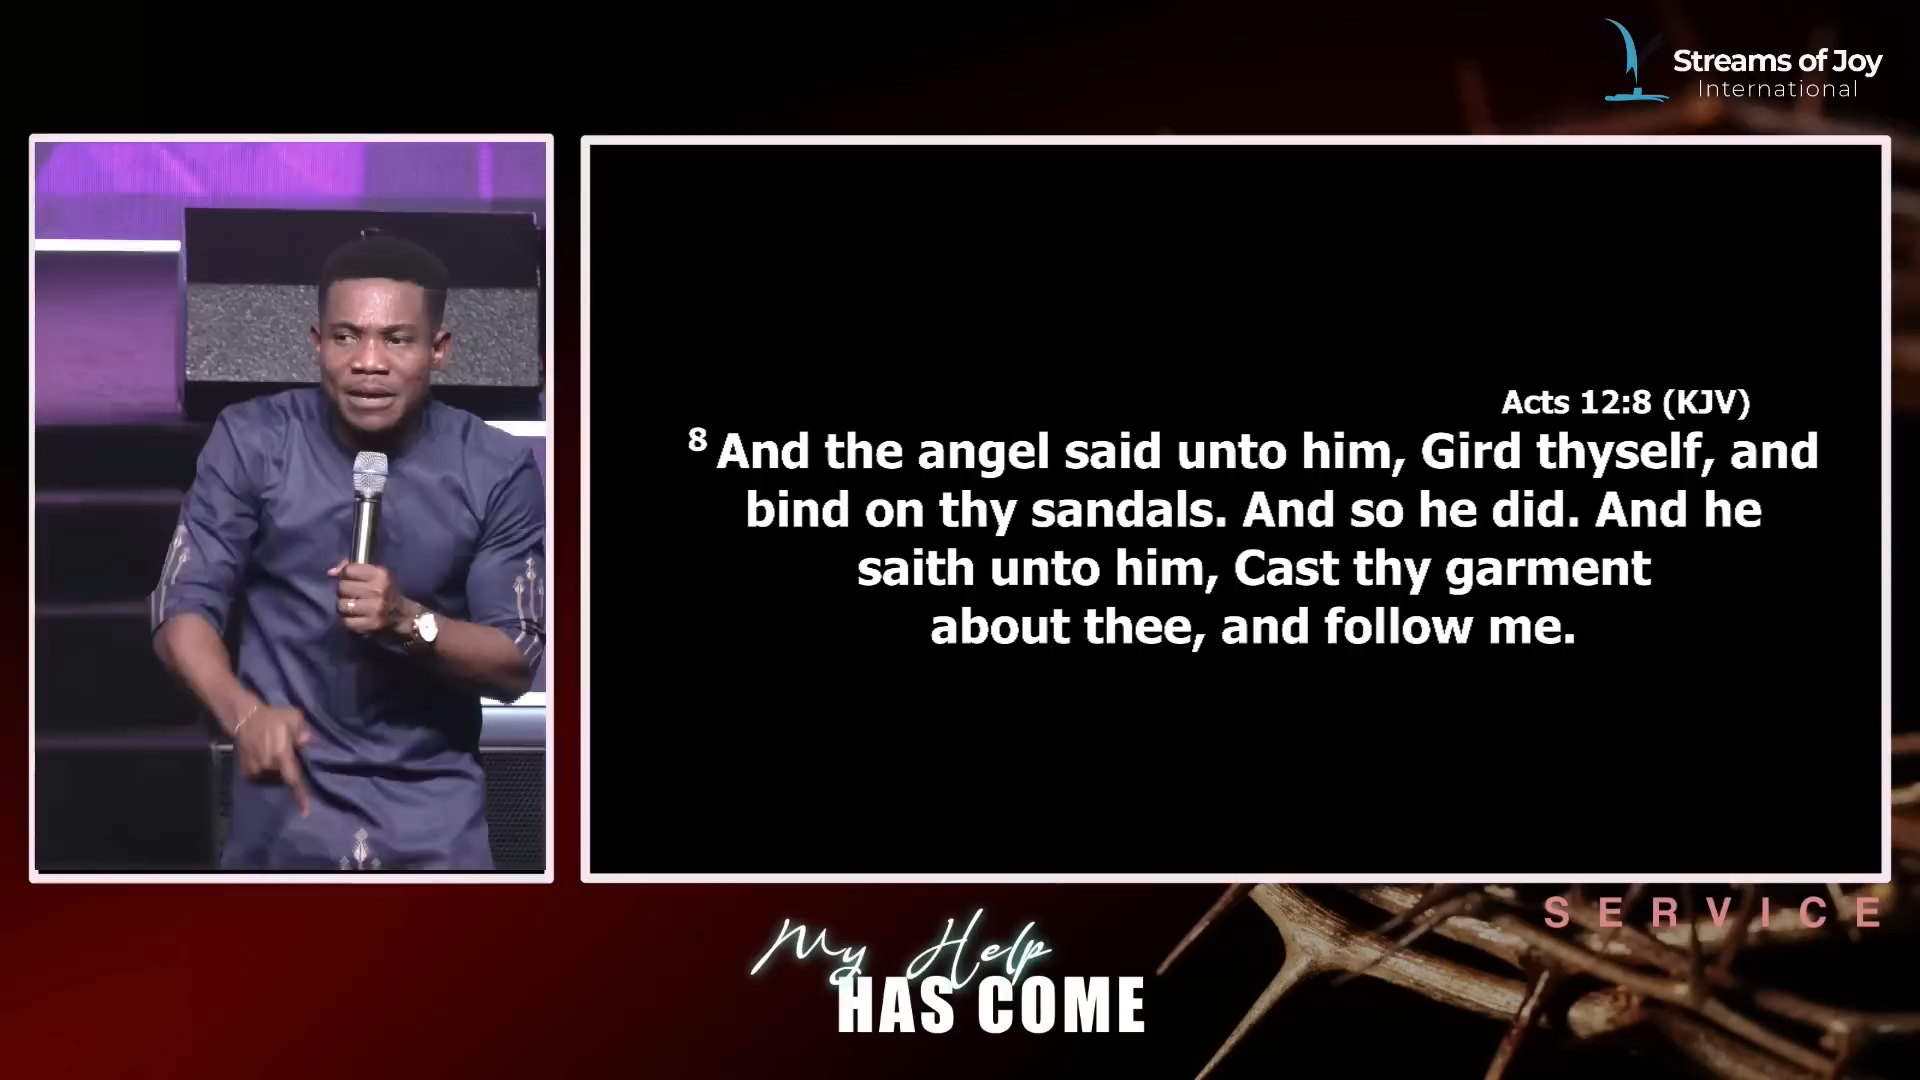 Streams of Joy
International
Acts 12:8 (KJV)
8 And the angel said unto him, Gird thyself, and
bind on thy sandals. And so he did. And he
saith unto him, Cast thy garment
about thee, and follow me.
SERVICE
My Help
HAS COME